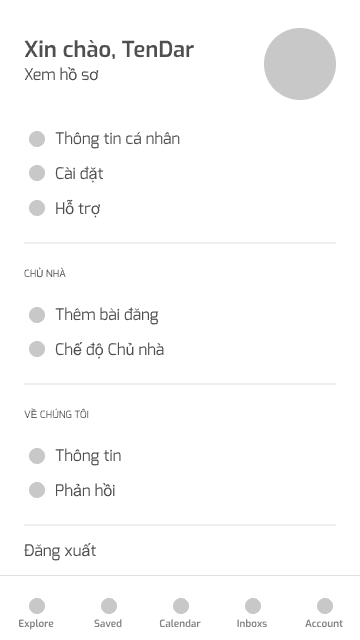 Xin chào, TenDar
Xem hồ sơ
Thông tin cá nhân
Cài đặt
Hỗ trợ
CHỦ NHÀ
Thêm bài đăng
Chế độ Chủ nhà
VỀ CHÚNG TÔI
Thông tin
Phản hồi
Đăng xuất
Explore
Saved
Calendar
Inboxs
Account